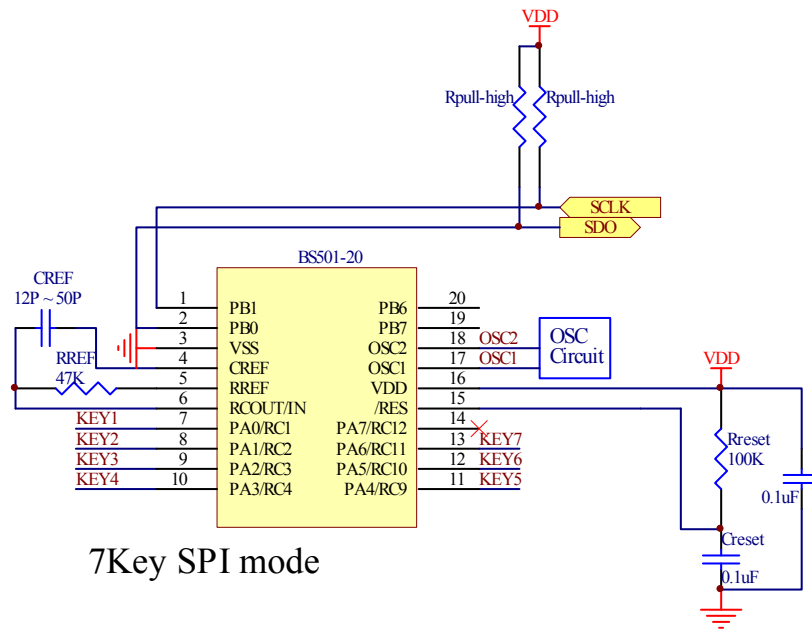 VDD
Rpull-high Rpull-high
SCLK
SDO
BS501-20
CREF
12P ~ 50P
RREF
47K
1 PB1 PB6 20
2 PB0 PB7 19
3 VSS OSC2 18 OSC2
4 CREF OSC1 17 OSC1
5 RREF VDD 16
6 RCOUT/IN /RES 15
KEY1 7 PA0/RC1 PA7/RC12 14
KEY2 8 PA1/RC2 PA6/RC11 13 KEY7
KEY3 9 PA2/RC3 PA5/RC10 12 KEY6
KEY4 10 PA3/RC4 PA4/RC9 11 KEY5
OSC
Circuit
VDD
Rreset
100K
0.1uF
Creset
0.1uF
7Key SPI mode